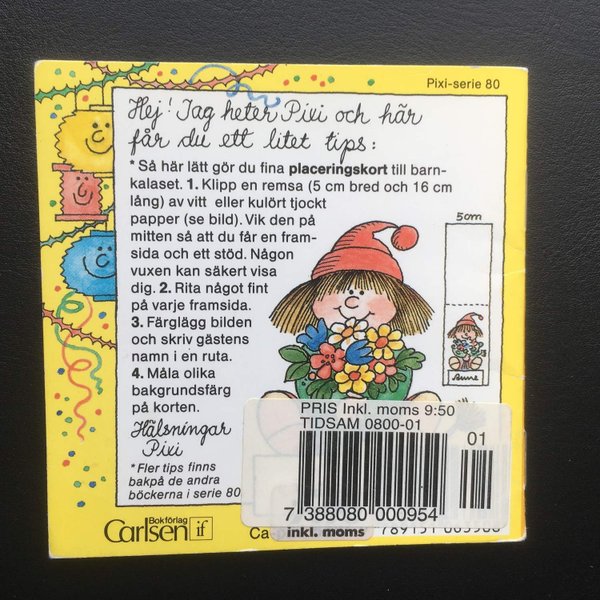 Pixi-serie 80
Hej! Jag heter Pixi och här
får du ett litet tips:
*Så här lätt gör du fina placeringskort till barn-
kalaset. 1. Klipp en remsa (5 cm bred och 16 cm
lång) av vitt eller kulört tjockt
papper (se bild). Vik den på
mitten så att du får en fram-
sida och ett stöd. Någon
vuxen kan säkert visa
dig. 2. Rita något fint
på varje framsida.
3. Färglägg bilden
och skriv gästens
namn i en ruta.
4. Måla olika
bakgrundsfärg
på korten.
Hälsningar
Pixi
*Fler tips finns
bakpå de andra
böckerna i serie 80
5cm
Anne
PRIS Inkl. moms 9:50
TIDSAM 0800-01
01
7 388080 000954
Bokförlag
Carlsen if
Ca
inkl. moms